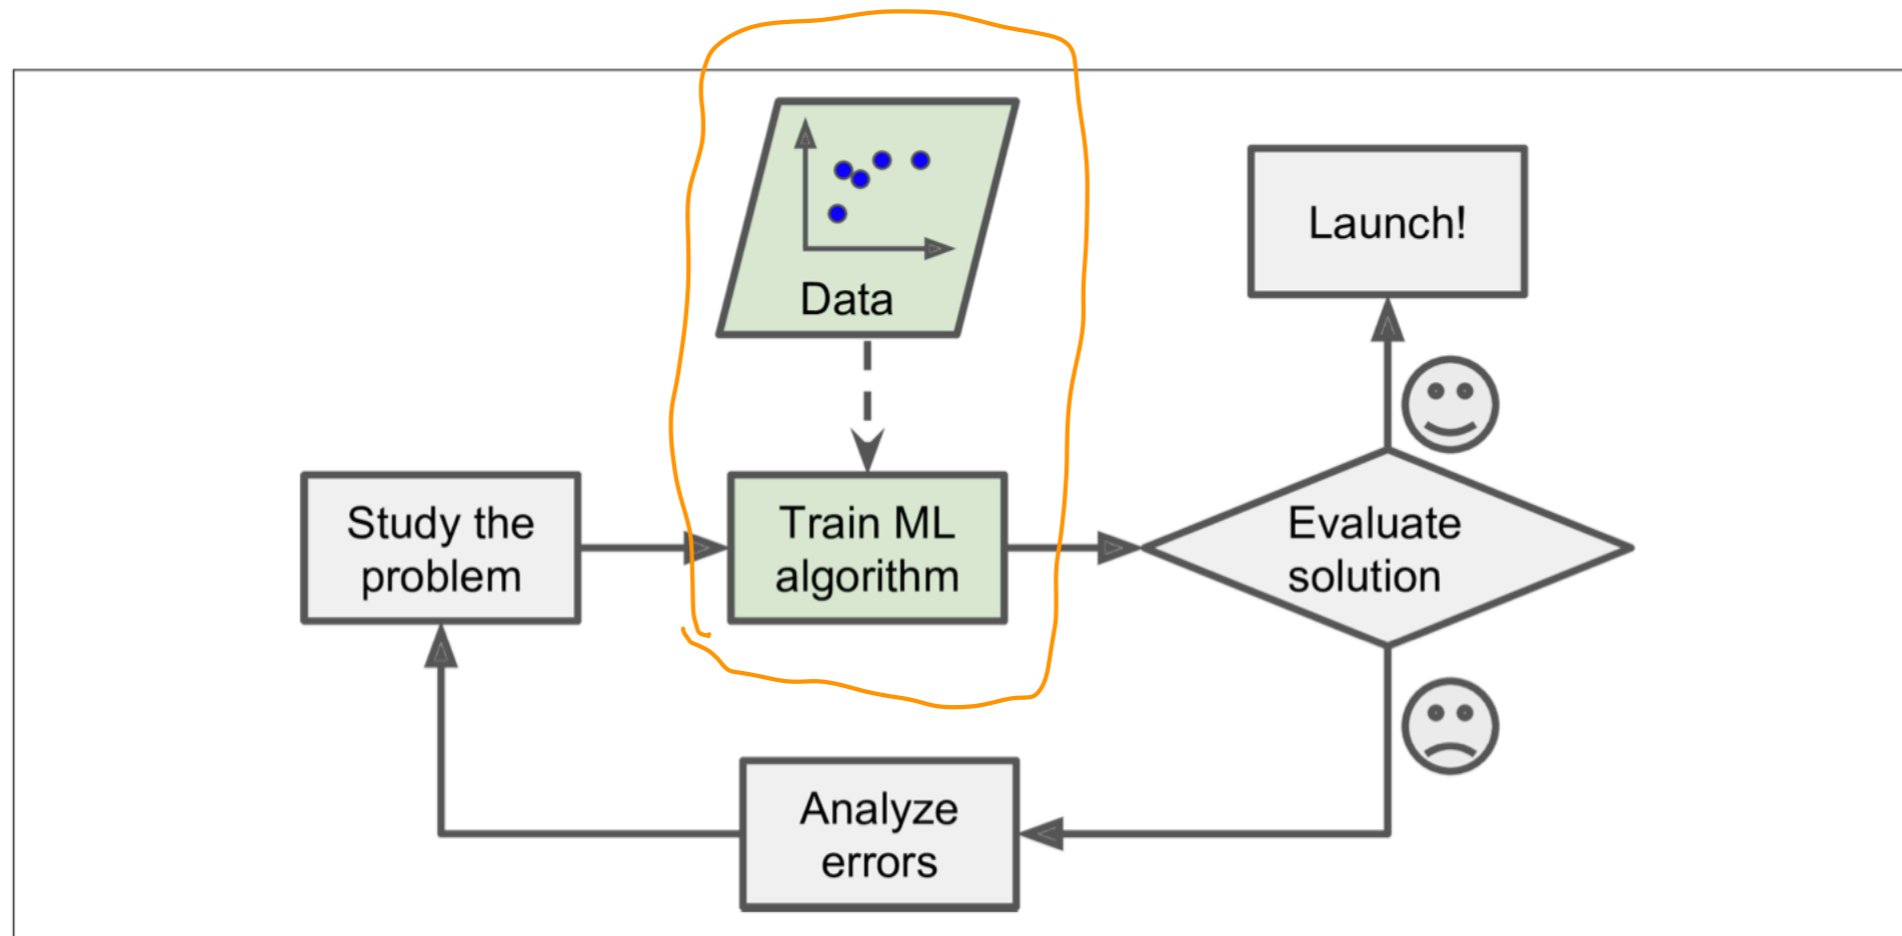 Data
Launch!
Study the
problem
Train ML
algorithm
Evaluate
solution
Analyze
errors